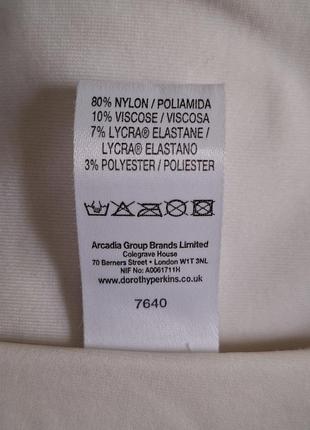 80% NYLON / POLIAMIDA
10% VISCOSE / VISCOSA
7% LYCRA® ELASTANE /
LYCRA® ELASTANO
3% POLYESTER / POLIESTER
Arcadia Group Brands Limited
Colegrave House
70 Berners Street • London W1T 3NL
NIF No: A0061711H
www.dorothyperkins.co.uk
7640